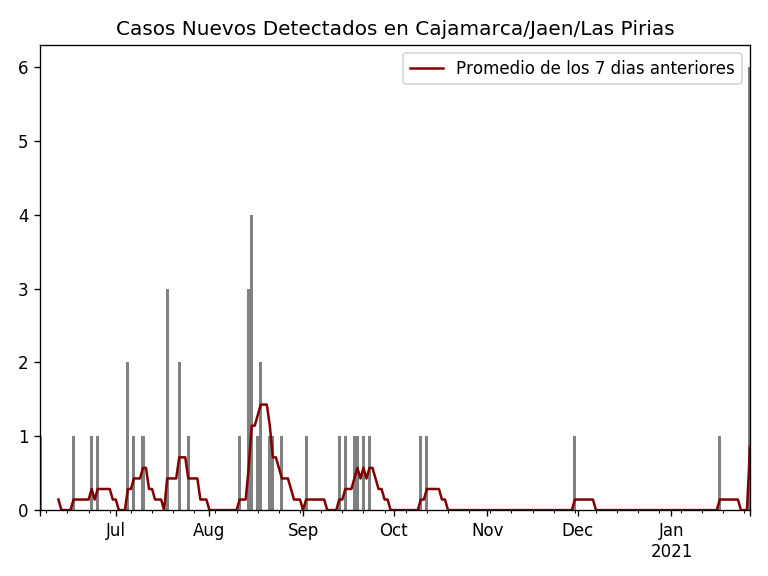 Casos Nuevos Detectados en Cajamarca/Jaen/Las Pirias
Promedio de los 7 dias anteriores
6
5
4
3
2
1
0
Jul Aug Sep Oct Nov Dec Jan
2021